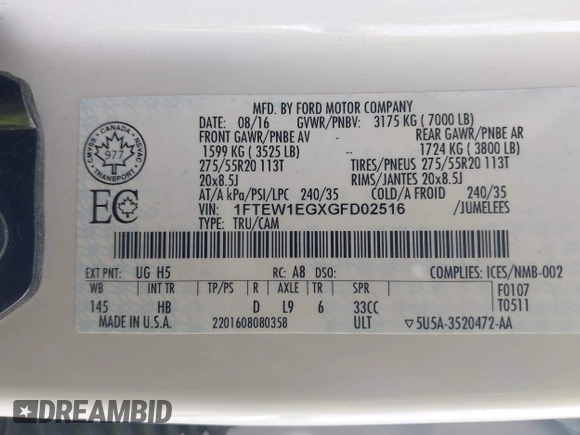 MFD. BY FORD MOTOR COMPANY
DATE: 08/16 GVWR/PNBV: 3175 KG ( 7000 LB)
FRONT GAWR/PNBE AV - REAR GAWR/PNBE AR
1599 KG ( 3525 LB) 1724 KG ( 3800 LB)
275/55R20 113T TIRES/PNEUS 275/55R20 113T
20x8.5J RIMS/JANTES 20x8.5J
AT/A kPa/PSI/LPC 240/35 COLD/A FROID 240/35
VIN: 1FTEW1EGXGFD02516 /JUMELEES
TYPE: TRU/CAM
CANADA
CMVSS NSVAC
977
TRANSPORT
EC
EXT PNT: UG H5 RC: A8 DSO: COMPLIES: ICES/NMB-002
WB INT TR TP/PS R AXLE TR SPR F0107
145 HB D L9 6 33CC T0511
MADE IN U.S.A. 2201608080358 ULT ▽5U5A-3520472-AA
DREAMBID